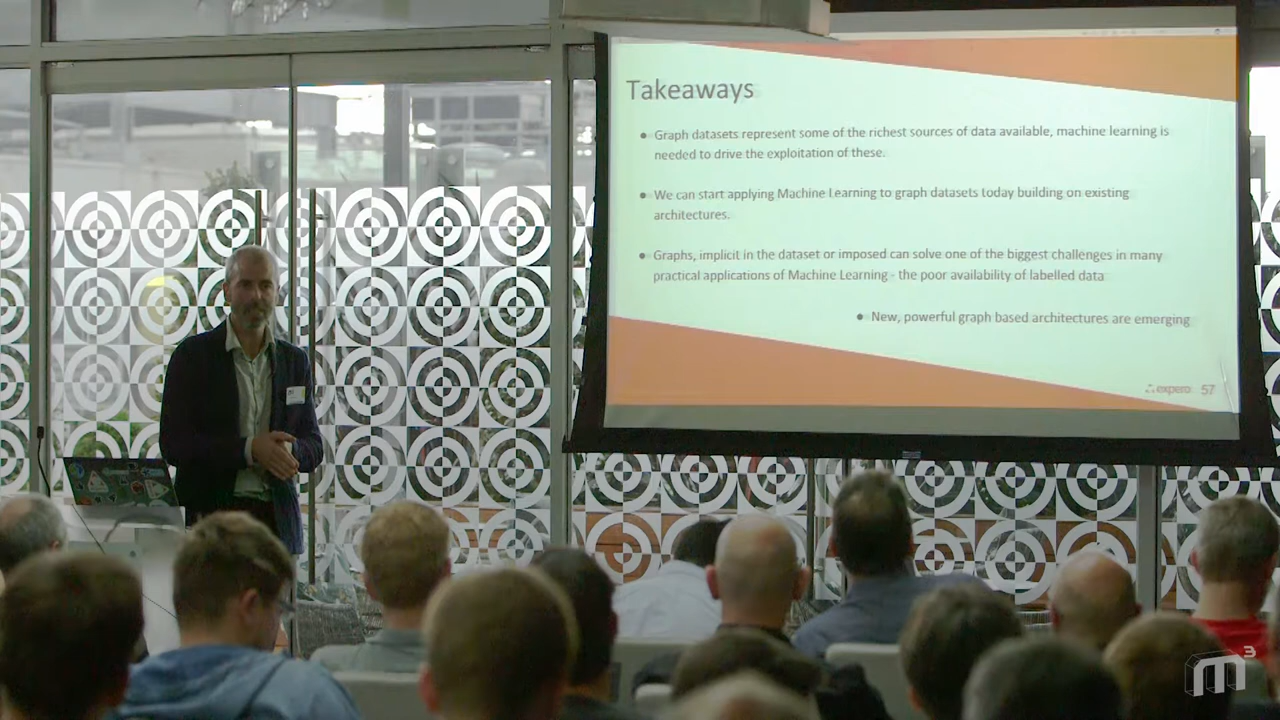 Takeaways
● Graph datasets represent some of the richest sources of data available, machine learning is
needed to drive the exploitation of these.
● We can start applying Machine Learning to graph datasets today building on existing
architectures.
● Graphs, implicit in the dataset or imposed can solve one of the biggest challenges in many
practical applications of Machine Learning - the poor availability of labelled data
● New, powerful graph based architectures are emerging
expero 57
m3